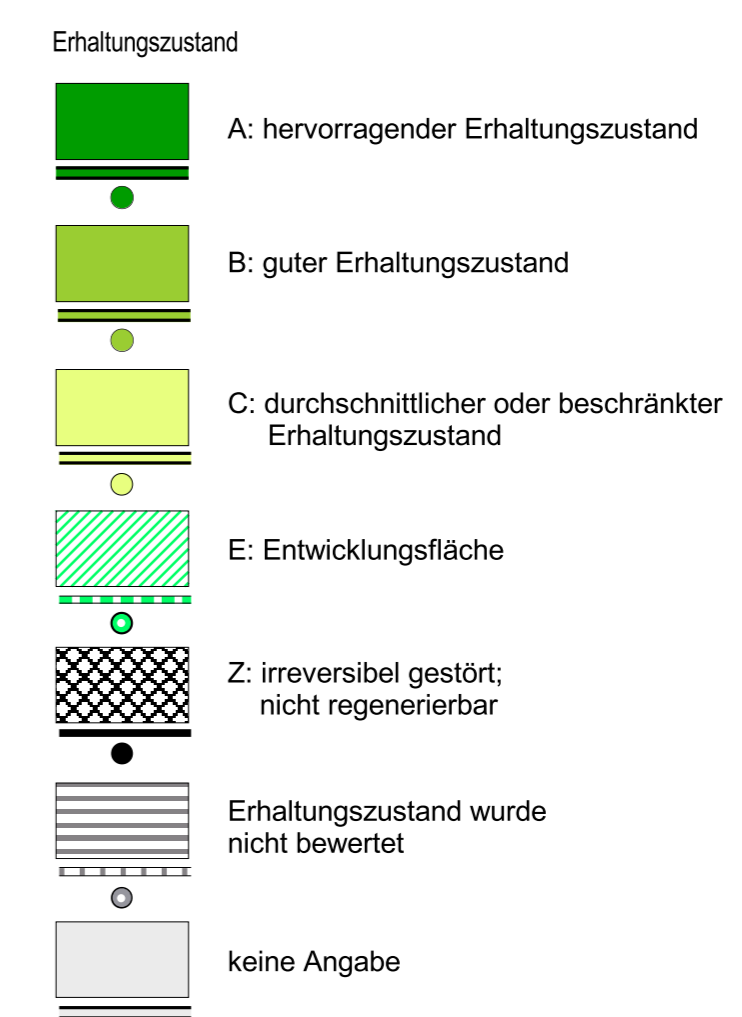 Erhaltungszustand
A: hervorragender Erhaltungszustand
B: guter Erhaltungszustand
C: durchschnittlicher oder beschränkter
Erhaltungszustand
E: Entwicklungsfläche
Z: irreversibel gestört;
nicht regenerierbar
Erhaltungszustand wurde
nicht bewertet
keine Angabe